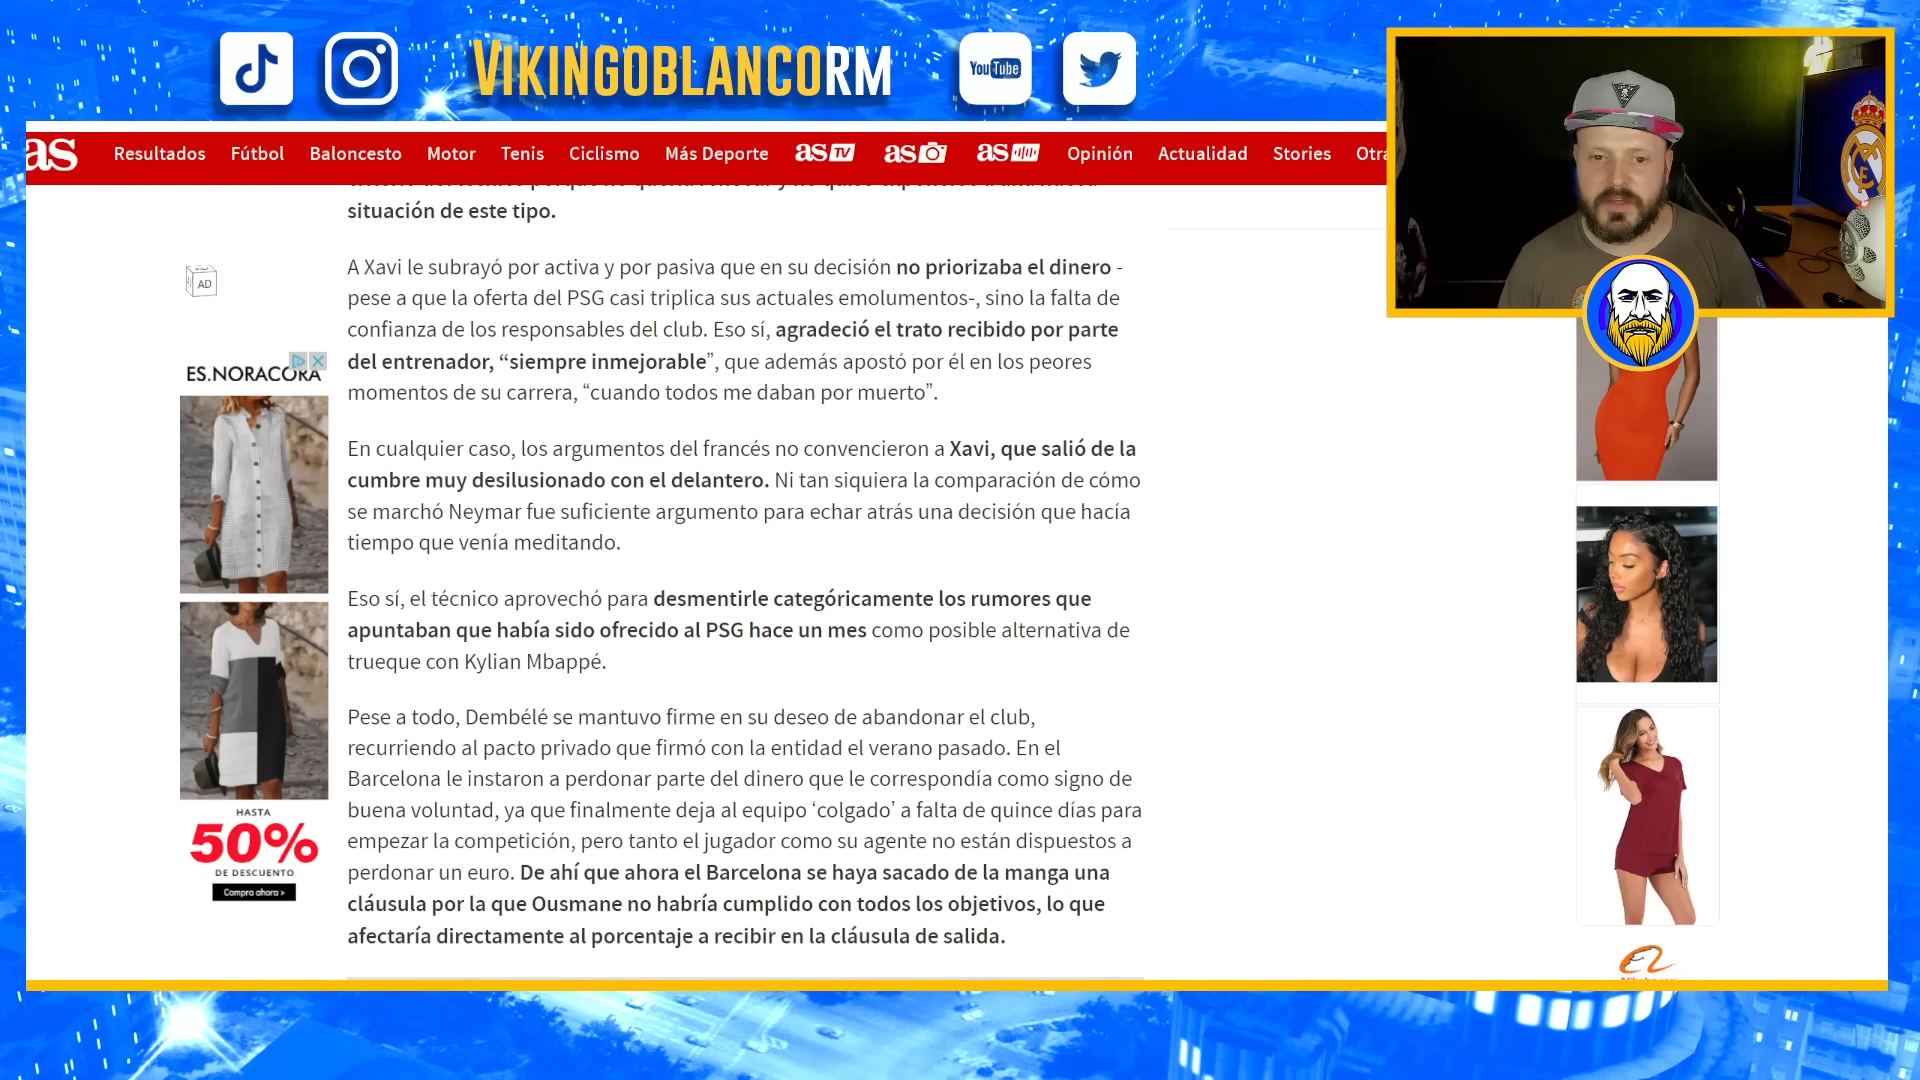 VIKINGOBLANCORM
You Tube
as
Resultados Fútbol Baloncesto Motor Tenis Ciclismo Más Deporte as TV as as Opinión Actualidad Stories Otra
situación de este tipo.
A Xavi le subrayó por activa y por pasiva que en su decisión no priorizaba el dinero -
pese a que la oferta del PSG casi triplica sus actuales emolumentos-, sino la falta de
confianza de los responsables del club. Eso sí, agradeció el trato recibido por parte
del entrenador, “siempre inmejorable”, que además apostó por él en los peores
momentos de su carrera, “cuando todos me daban por muerto”.
En cualquier caso, los argumentos del francés no convencieron a Xavi, que salió de la
cumbre muy desilusionado con el delantero. Ni tan siquiera la comparación de cómo
se marchó Neymar fue suficiente argumento para echar atrás una decisión que hacía
tiempo que venía meditando.
Eso sí, el técnico aprovechó para desmentirle categóricamente los rumores que
apuntaban que había sido ofrecido al PSG hace un mes como posible alternativa de
trueque con Kylian Mbappé.
Pese a todo, Dembélé se mantuvo firme en su deseo de abandonar el club,
recurriendo al pacto privado que firmó con la entidad el verano pasado. En el
Barcelona le instaron a perdonar parte del dinero que le correspondía como signo de
buena voluntad, ya que finalmente deja al equipo ‘colgado’ a falta de quince días para
empezar la competición, pero tanto el jugador como su agente no están dispuestos a
perdonar un euro. De ahí que ahora el Barcelona se haya sacado de la manga una
cláusula por la que Ousmane no habría cumplido con todos los objetivos, lo que
afectaría directamente al porcentaje a recibir en la cláusula de salida.
AD
ES.NORACORA
HASTA
50%
DE DESCUENTO
Compra ahora »